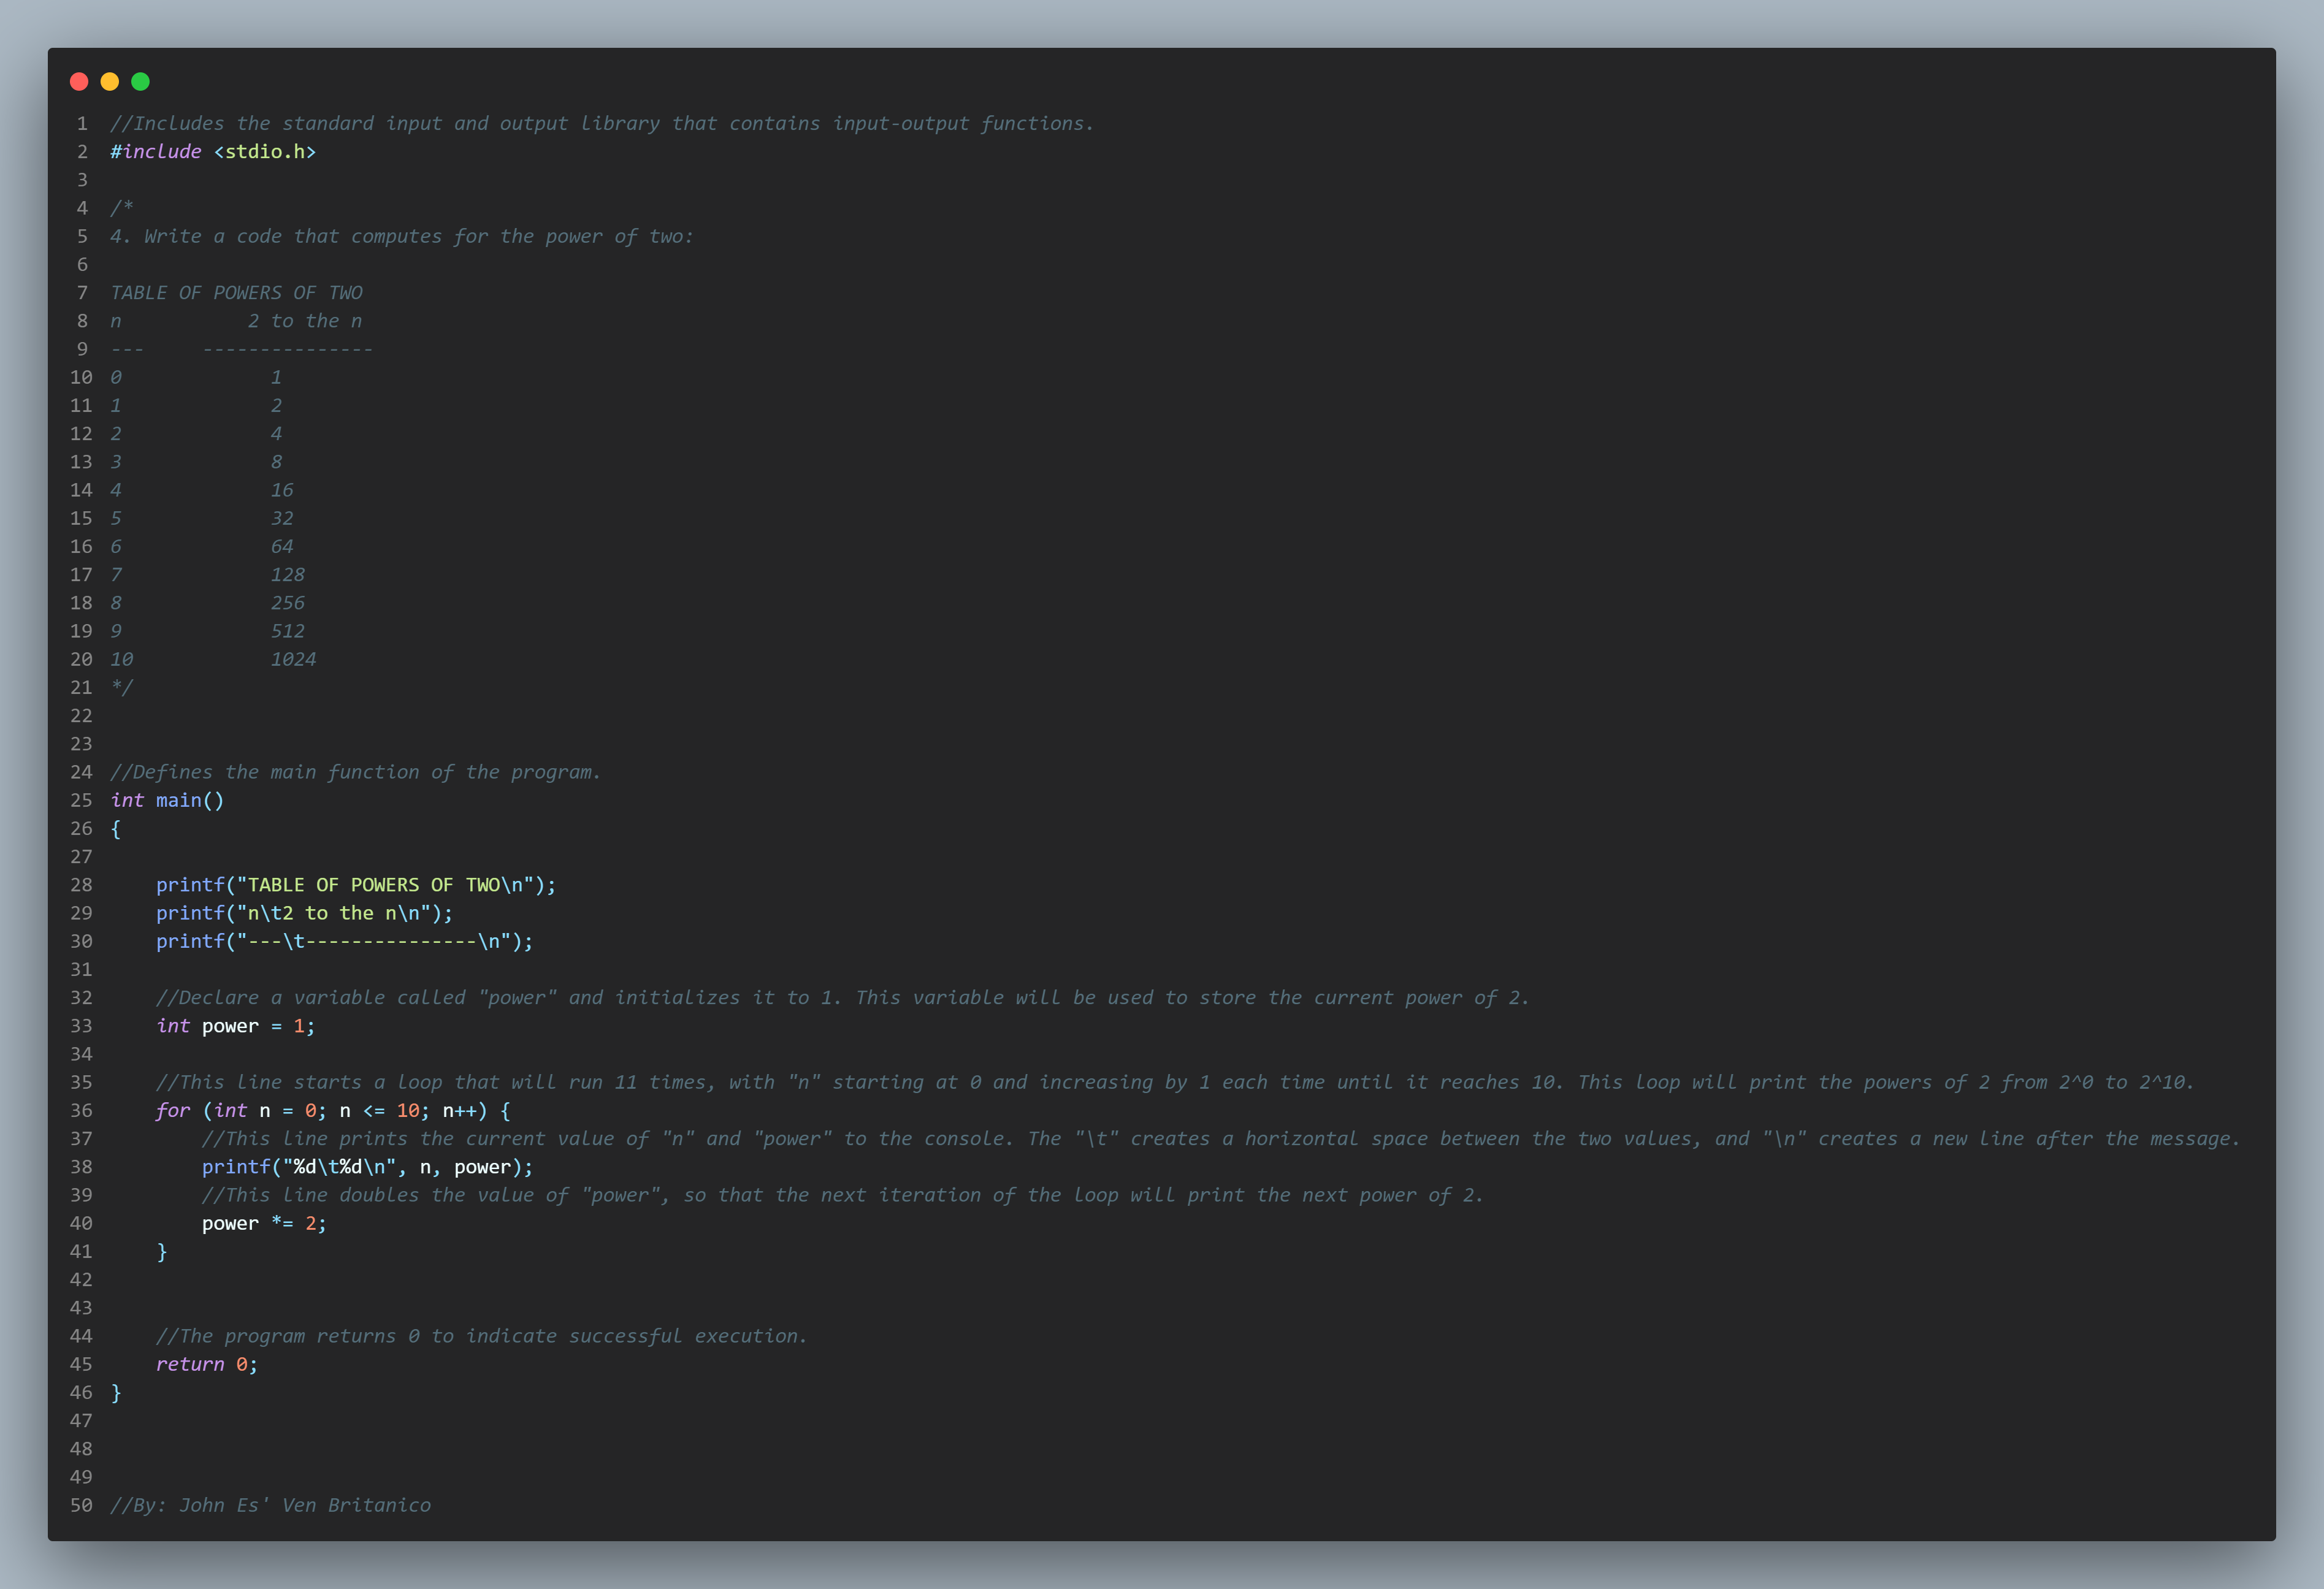 1 //Includes the standard input and output library that contains input-output functions.
2 #include <stdio.h>
3
4 /*
5 4. Write a code that computes for the power of two:
6
7 TABLE OF POWERS OF TWO
8 n           2 to the n
9 ---     ---------------
10 0             1
11 1             2
12 2             4
13 3             8
14 4             16
15 5             32
16 6             64
17 7             128
18 8             256
19 9             512
20 10            1024
21 */
22
23
24 //Defines the main function of the program.
25 int main()
26 {
27
28     printf("TABLE OF POWERS OF TWO\n");
29     printf("n\t2 to the n\n");
30     printf("---\t---------------\n");
31
32     //Declare a variable called "power" and initializes it to 1. This variable will be used to store the current power of 2.
33     int power = 1;
34
35     //This line starts a loop that will run 11 times, with "n" starting at 0 and increasing by 1 each time until it reaches 10. This loop will print the powers of 2 from 2^0 to 2^10.
36     for (int n = 0; n <= 10; n++) {
37         //This line prints the current value of "n" and "power" to the console. The "\t" creates a horizontal space between the two values, and "\n" creates a new line after the message.
38         printf("%d\t%d\n", n, power);
39         //This line doubles the value of "power", so that the next iteration of the loop will print the next power of 2.
40         power *= 2;
41     }
42
43
44     //The program returns 0 to indicate successful execution.
45     return 0;
46 }
47
48
49
50 //By: John Es' Ven Britanico